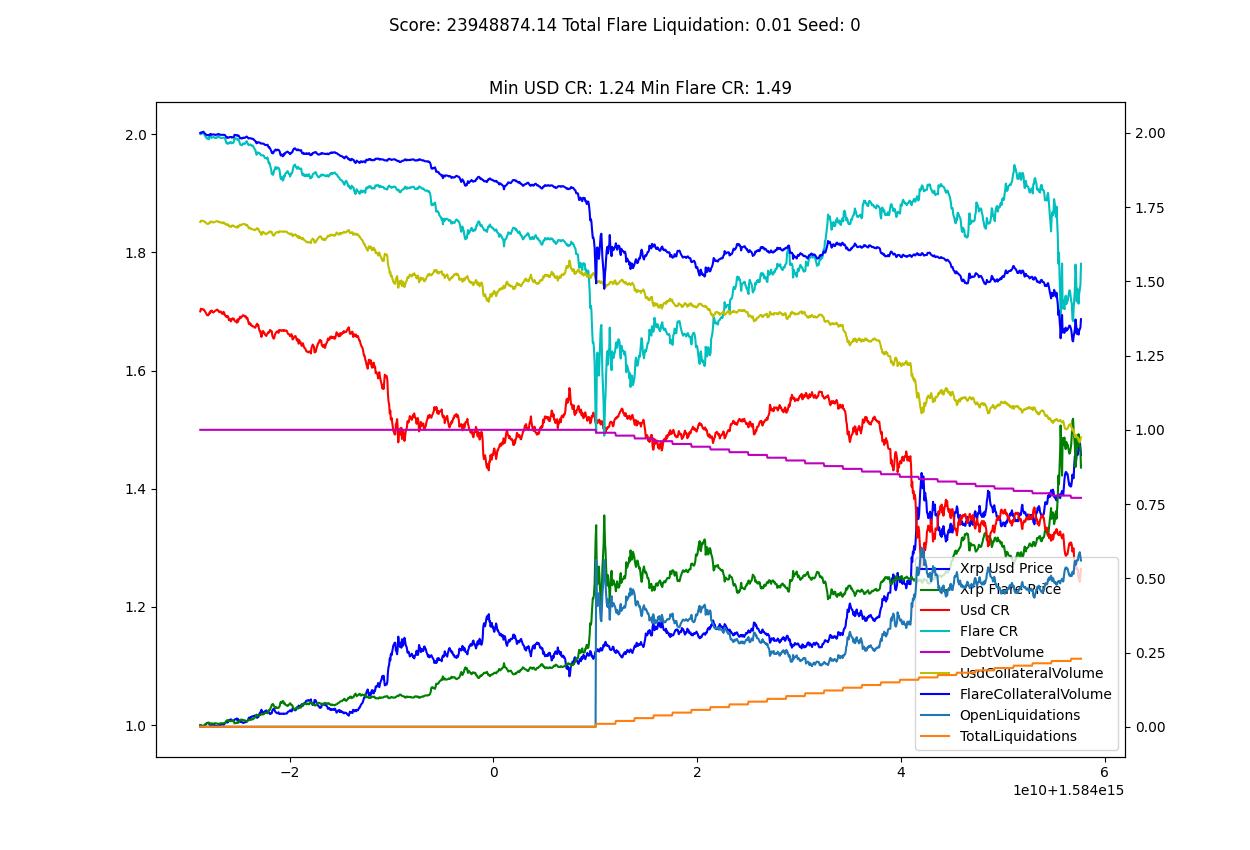 Score: 23948874.14 Total Flare Liquidation: 0.01 Seed: 0
Min USD CR: 1.24 Min Flare CR: 1.49
2.0
1.8
1.6
1.4
1.2
1.0
2.00
1.75
1.50
1.25
1.00
0.75
0.50
0.25
0.00
Xrp Usd Price
Xrp Flare Price
Usd CR
Flare CR
DebtVolume
UsdCollateralVolume
FlareCollateralVolume
OpenLiquidations
TotalLiquidations
−2 0 2 4 6
1e10+1.584e15